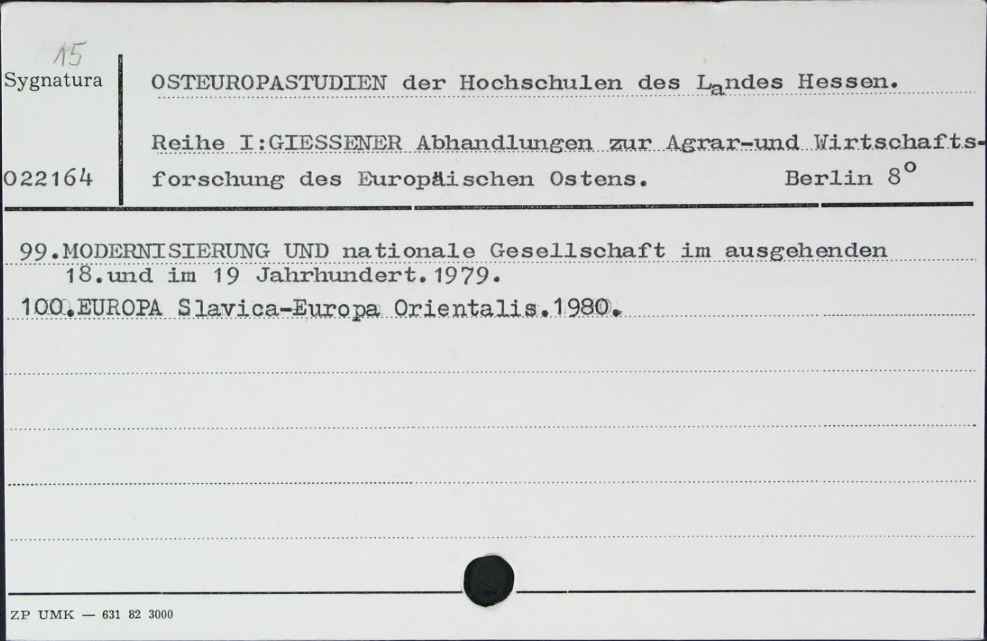 15
Sygnatura
OSTEUROPASTUDIEN der Hochschulen des Landes Hessen.
Reihe I:GIESSENER Abhandlungen zur Agrar-und Wirtschafts-
022164
forschung des Europäischen Ostens. Berlin 8°
99.MODERNISIERUNG UND nationale Gesellschaft im ausgehenden
18.und im 19 Jahrhundert.1979.
100.EUROPA Slavica-Europa Orientalis.1980.
ZP UMK — 631 82 3000